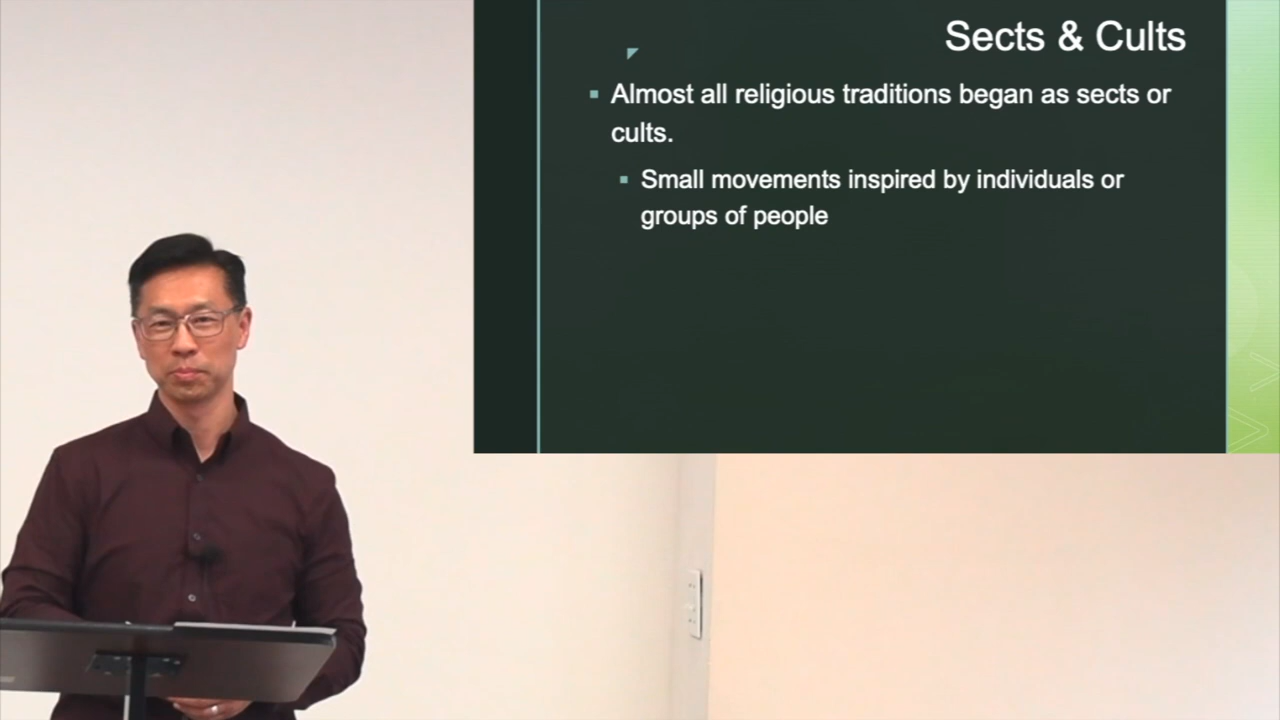 Sects & Cults
Almost all religious traditions began as sects or
cults.
Small movements inspired by individuals or
groups of people